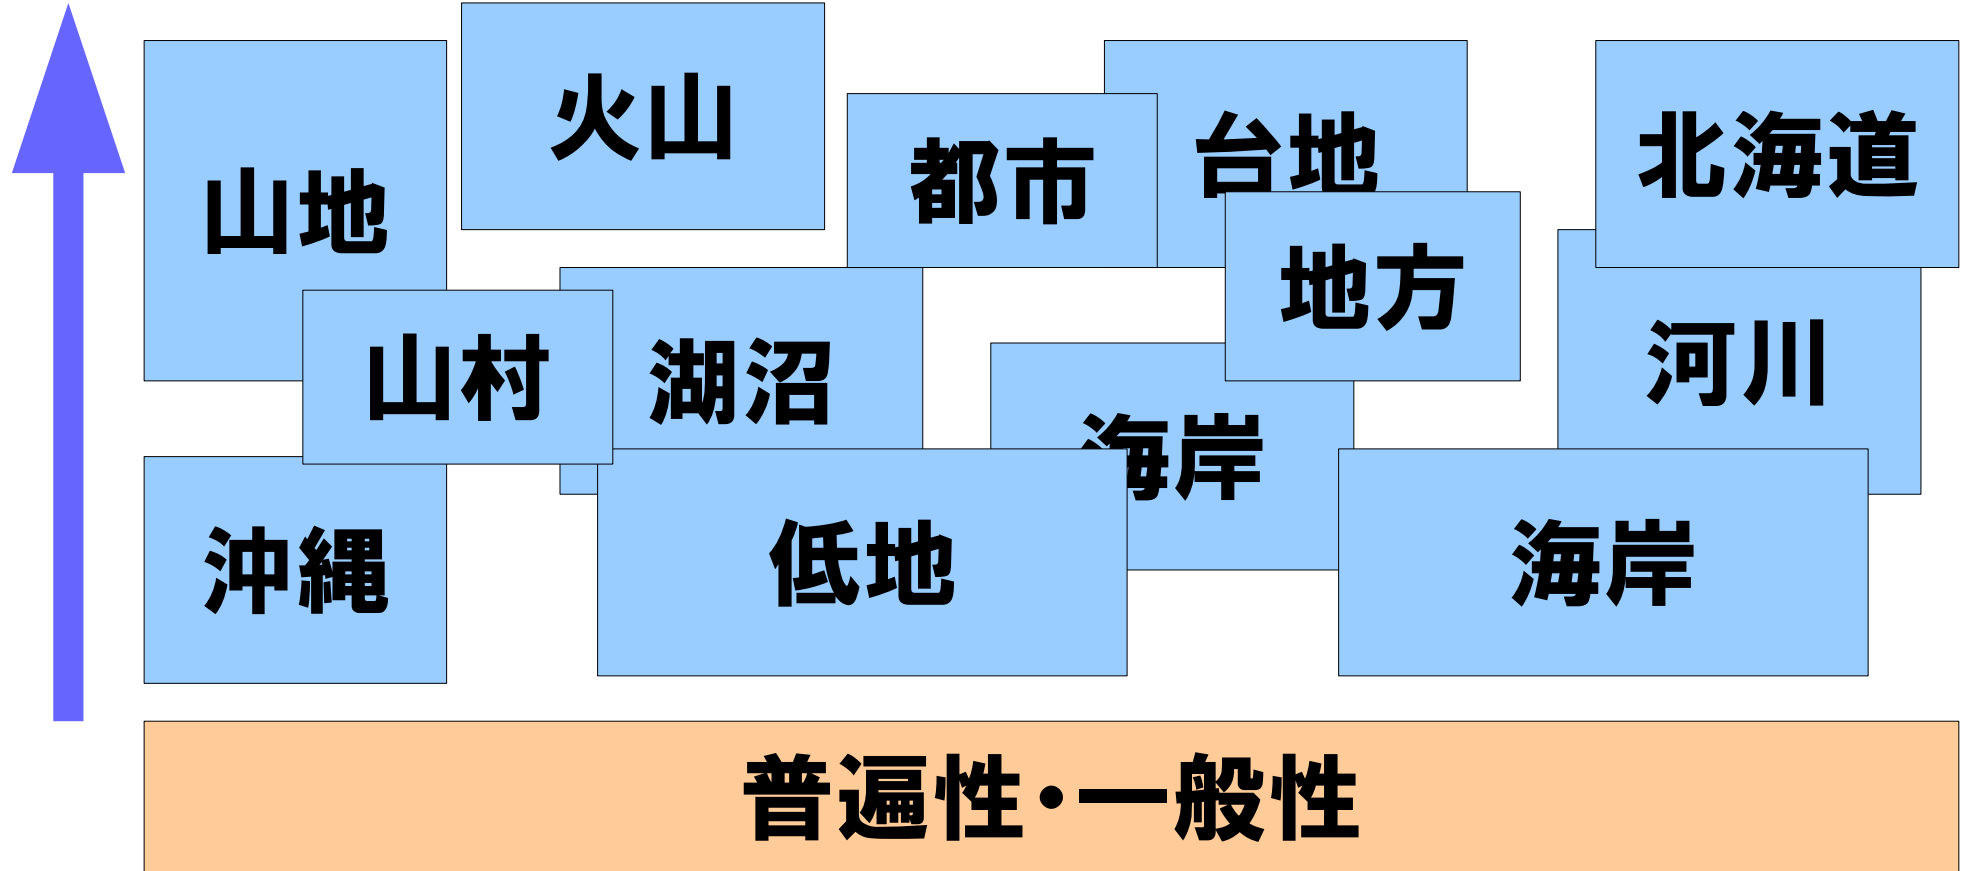 火山
山地
都市
台地
北海道
地方
山村
湖沼
河川
海岸
沖縄
低地
海岸
普遍性・一般性